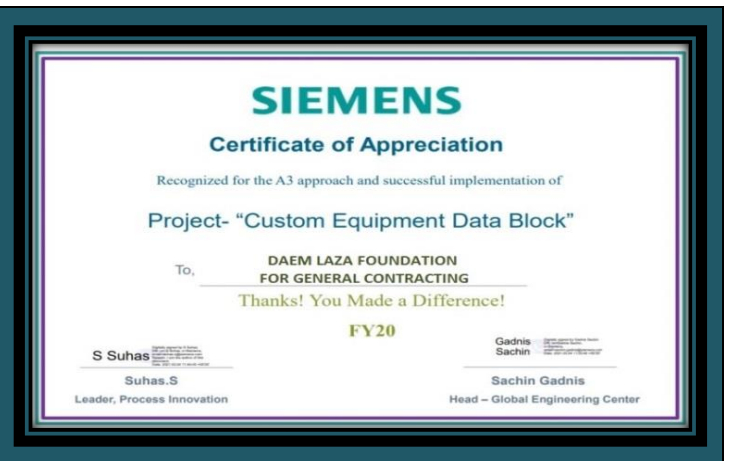 SIEMENS
Certificate of Appreciation
Recognized for the A3 approach and successful implementation of
Project- “Custom Equipment Data Block”
To,
DAEM LAZA FOUNDATION
FOR GENERAL CONTRACTING
Thanks! You Made a Difference!
FY20
S Suhas
Suhas.S
Leader, Process Innovation
Gadnis
Sachin
Sachin Gadnis
Head – Global Engineering Center